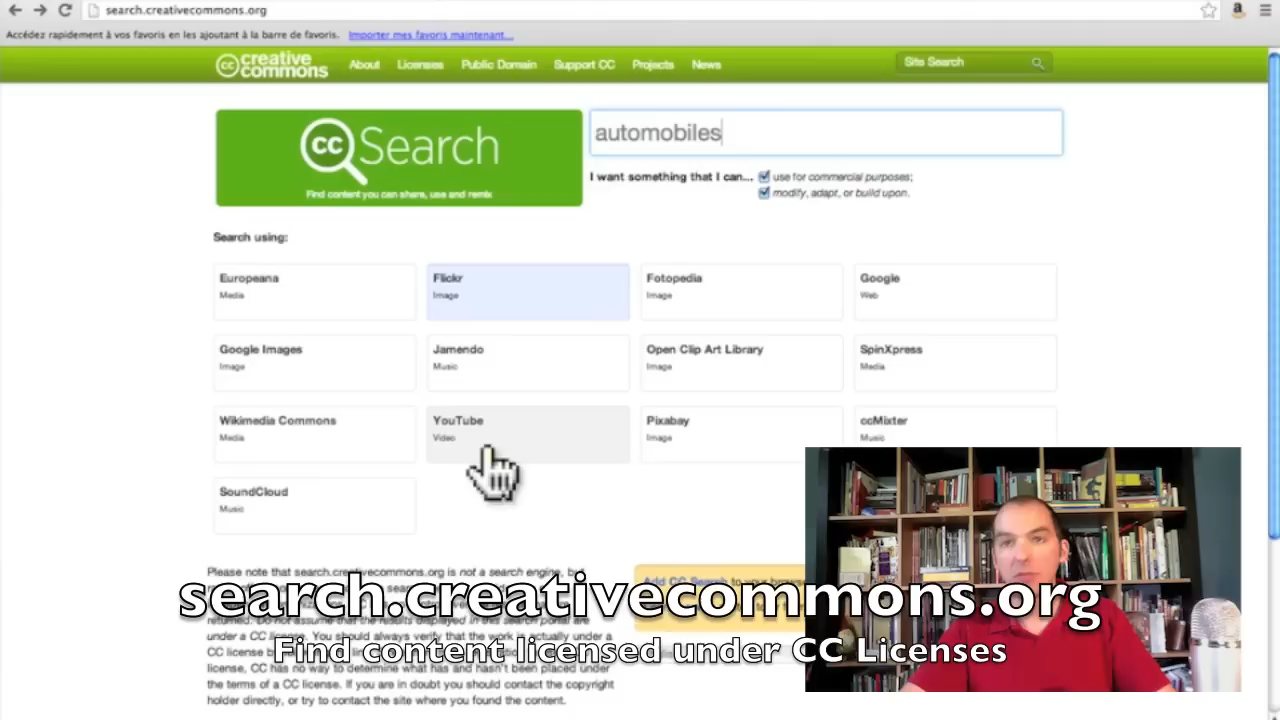 search.creativecommons.org
Accédez rapidement à vos favoris en les ajoutant à la barre de favoris. Importer mes favoris maintenant...
cc creative commons
About Licenses Public Domain Support CC Projects News
Site Search
cc Search
Find content you can share, use and remix
automobiles
I want something that I can... use for commercial purposes;
modify, adapt, or build upon.
Search using:
Europeana Flickr Fotopedia Google
Media Image Image Web
Google Images Jamendo Open Clip Art Library SpinXpress
Image Music Image Media
Wikimedia Commons YouTube Pixabay ccMixter
Media Video Image Music
SoundCloud
Music
Please note that search.creativecommons.org is not a search engine, but
Add CC Search to your brows
search.creativecommons.org
returned. Do not assume that the results displayed in this search portal are
under a CC license. You should always verify that the work is actually under a
Find content licensed under CC Licenses
license, CC has no way to determine what has and hasn't been placed under
the terms of a CC license. If you are in doubt you should contact the copyright
holder directly, or try to contact the site where you found the content.